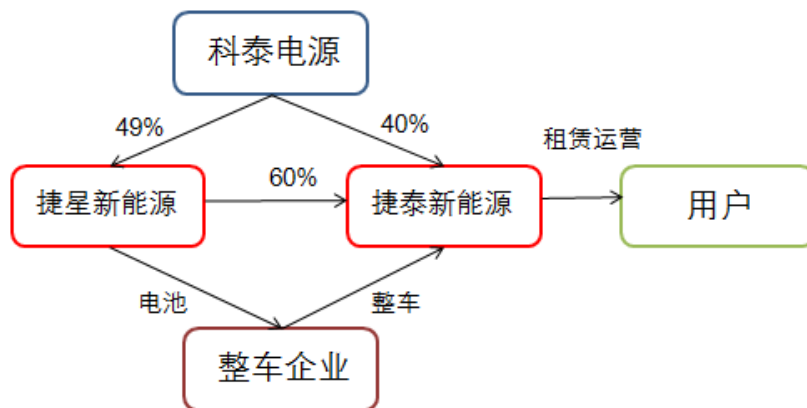 科泰电源
49%
40%
租赁运营
捷星新能源
60%
捷泰新能源
用户
电池
整车
整车企业